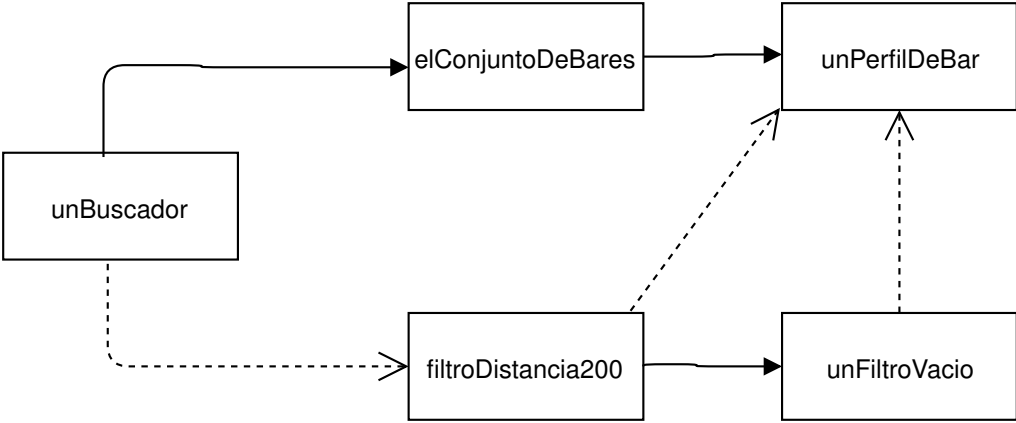 elConjuntoDeBares
unPerfilDeBar
unBuscador
filtroDistancia200
unFiltroVacio